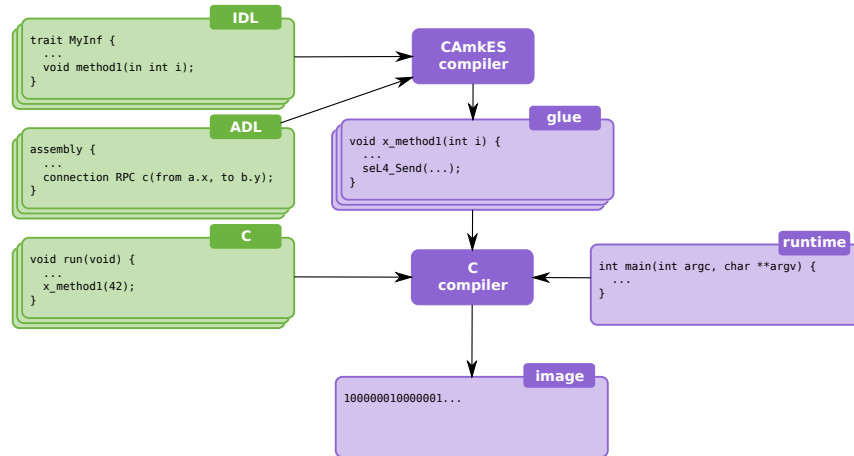 IDL
trait MyInf {
  ...
  void method1(in int i);
}
CAmkES
compiler
ADL
assembly {
  ...
  connection RPC c(from a.x, to b.y);
}
glue
void x_method1(int i) {
  ...
  seL4_Send(...);
}
C
void run(void) {
  ...
  x_method1(42);
}
C
compiler
runtime
int main(int argc, char **argv) {
  ...
}
image
100000010000001...